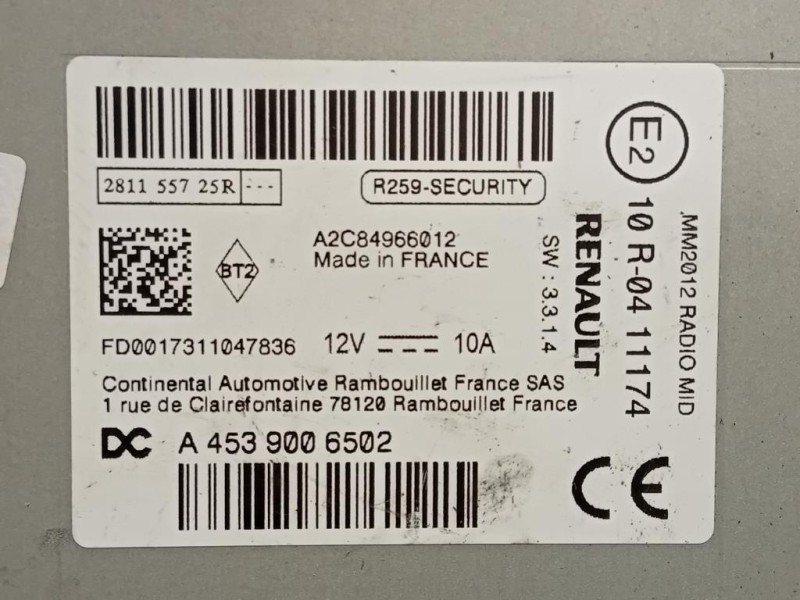 2811 557 25R ---
R259-SECURITY
A2C84966012
Made in FRANCE
BT2
FD0017311047836
12V 10A
Continental Automotive Rambouillet France SAS
1 rue de Clairefontaine 78120 Rambouillet France
DC A 453 900 6502
SW : 3.3.1.4
RENAULT
E2
10 R-04 11174
.MM2012 RADIO MID
CE